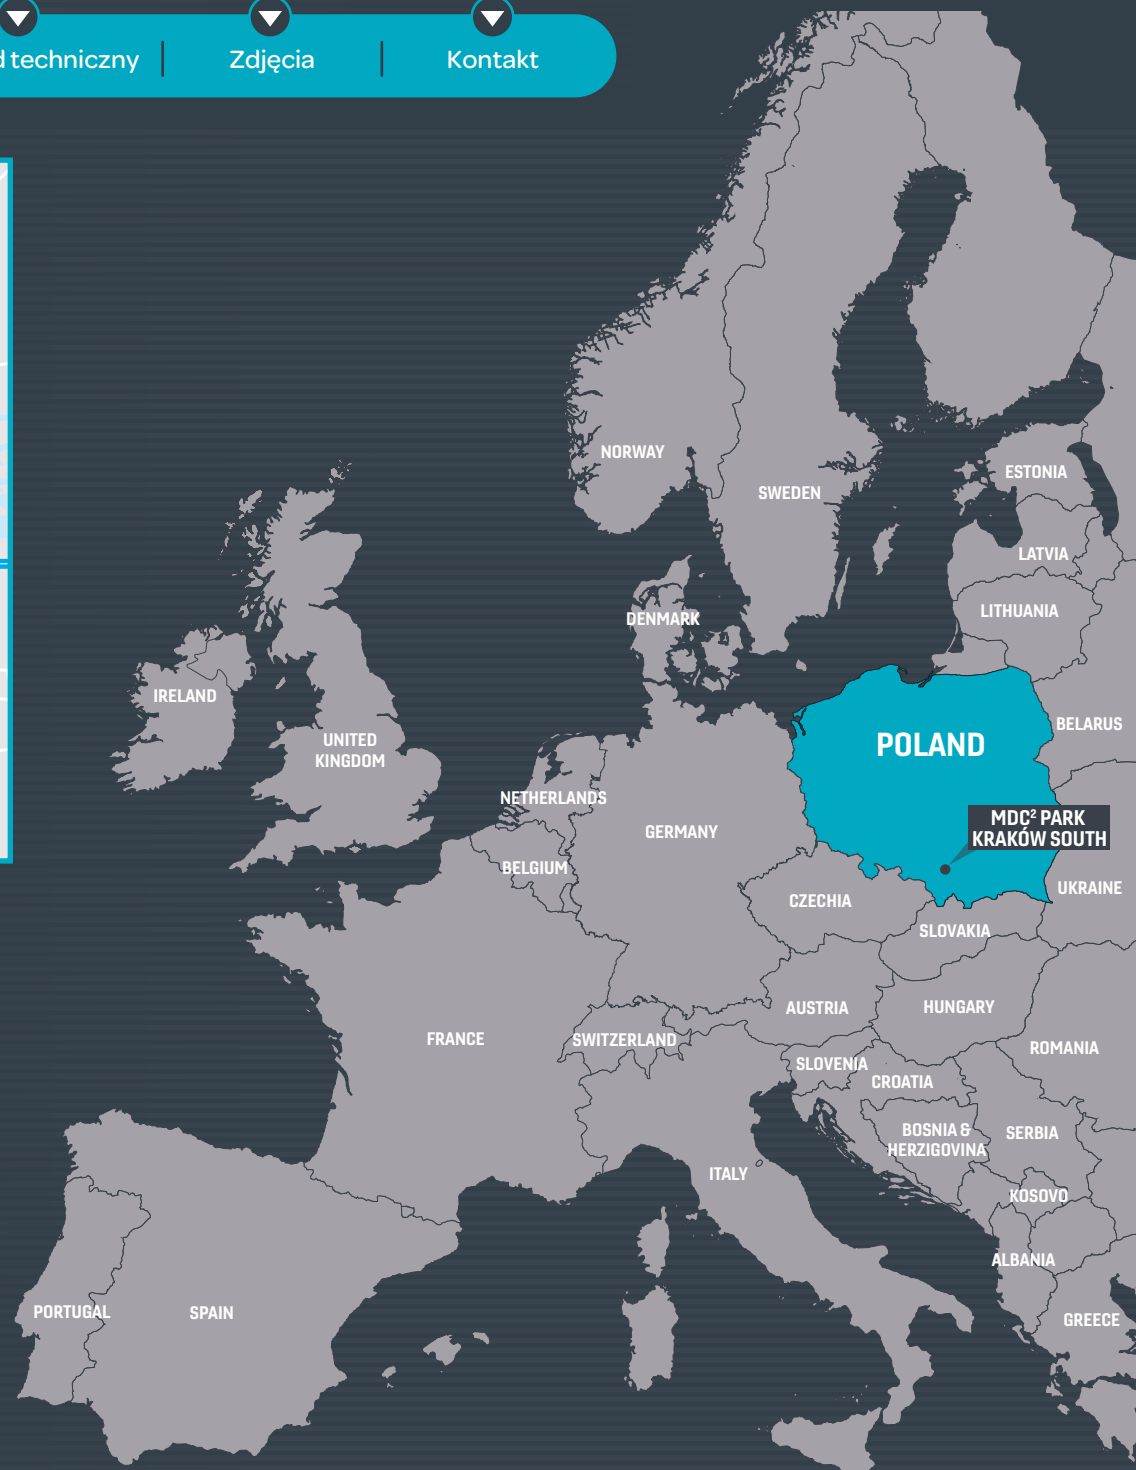 techniczny
Zdjęcia
Kontakt
NORWAY
SWEDEN
ESTONIA
LATVIA
LITHUANIA
DENMARK
IRELAND
UNITED
KINGDOM
BELARUS
POLAND
NETHERLANDS
GERMANY
MDC² PARK
KRAKÓW SOUTH
BELGIUM
CZECHIA
UKRAINE
SLOVAKIA
AUSTRIA
HUNGARY
FRANCE
SWITZERLAND
ROMANIA
SLOVENIA
CROATIA
BOSNIA &
HERZIGOVINA
SERBIA
ITALY
KOSOVO
ALBANIA
PORTUGAL
SPAIN
GREECE